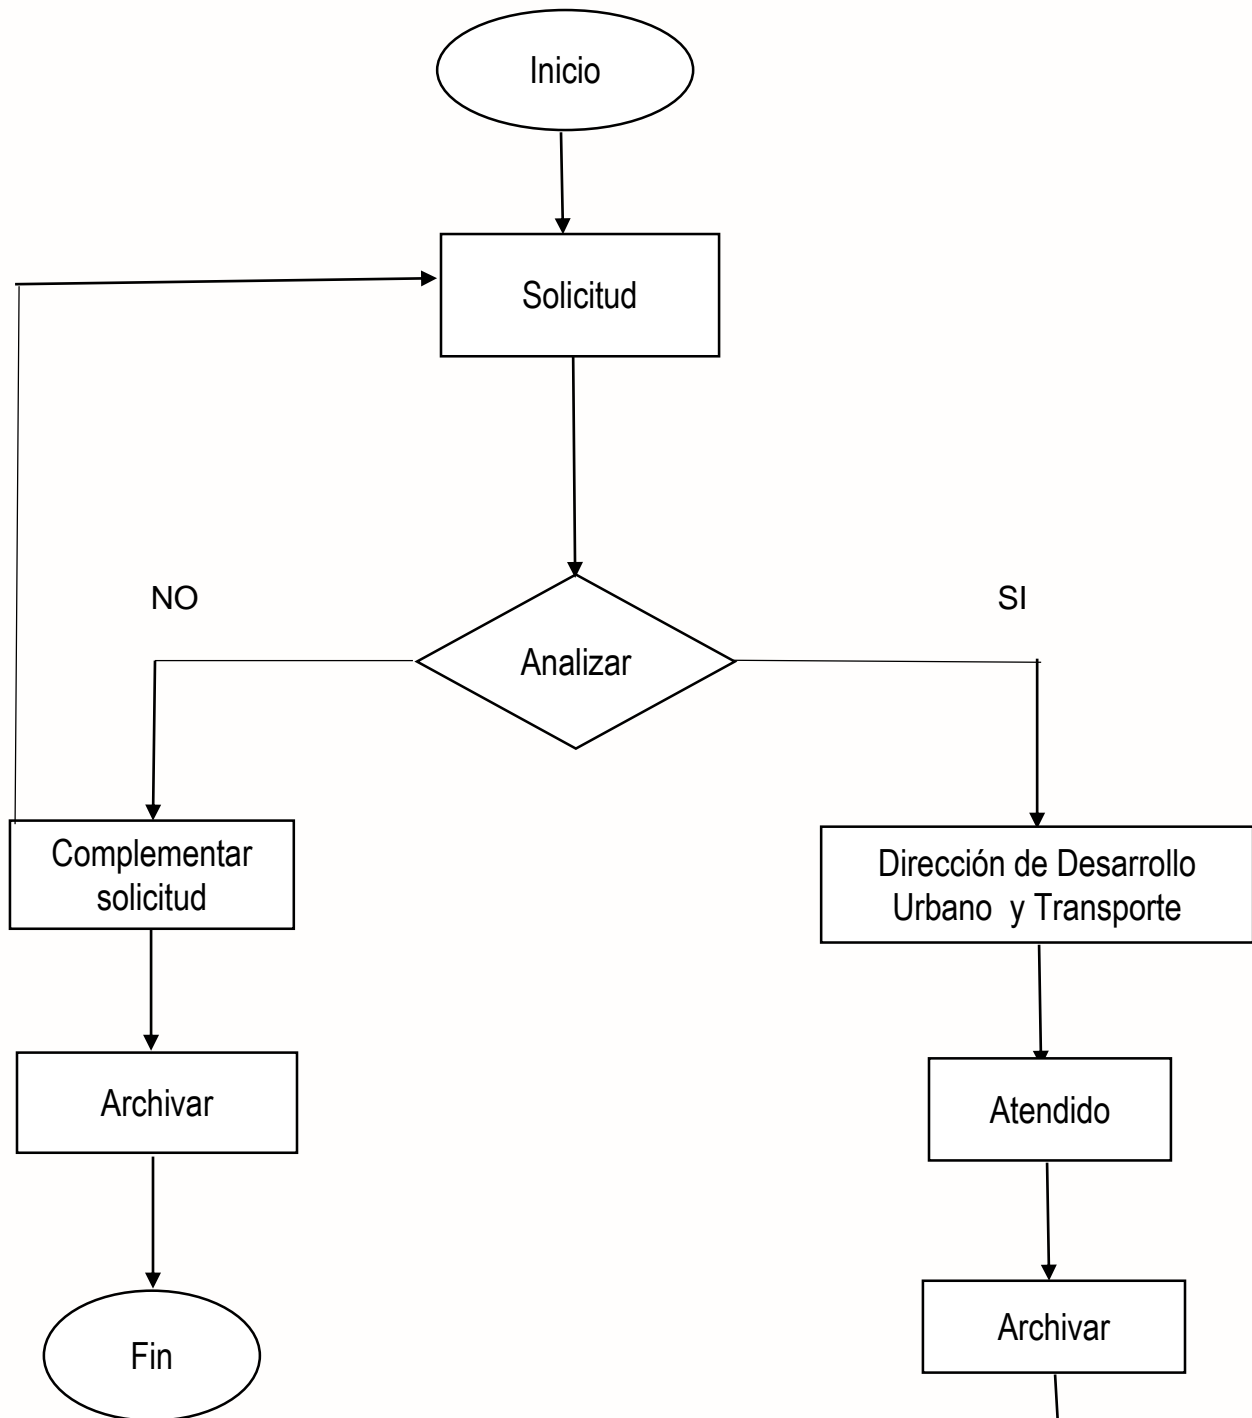 Inicio
Solicitud
NO
SI
Analizar
Complementar
solicitud
Dirección de Desarrollo
Urbano y Transporte
Archivar
Atendido
Archivar
Fin